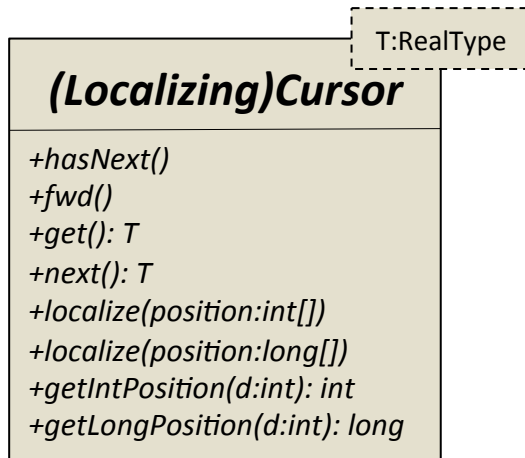 T:RealType
(Localizing)Cursor
+hasNext()
+fwd()
+get(): T
+next(): T
+localize(position:int[])
+localize(position:long[])
+getIntPosition(d:int): int
+getLongPosition(d:int): long